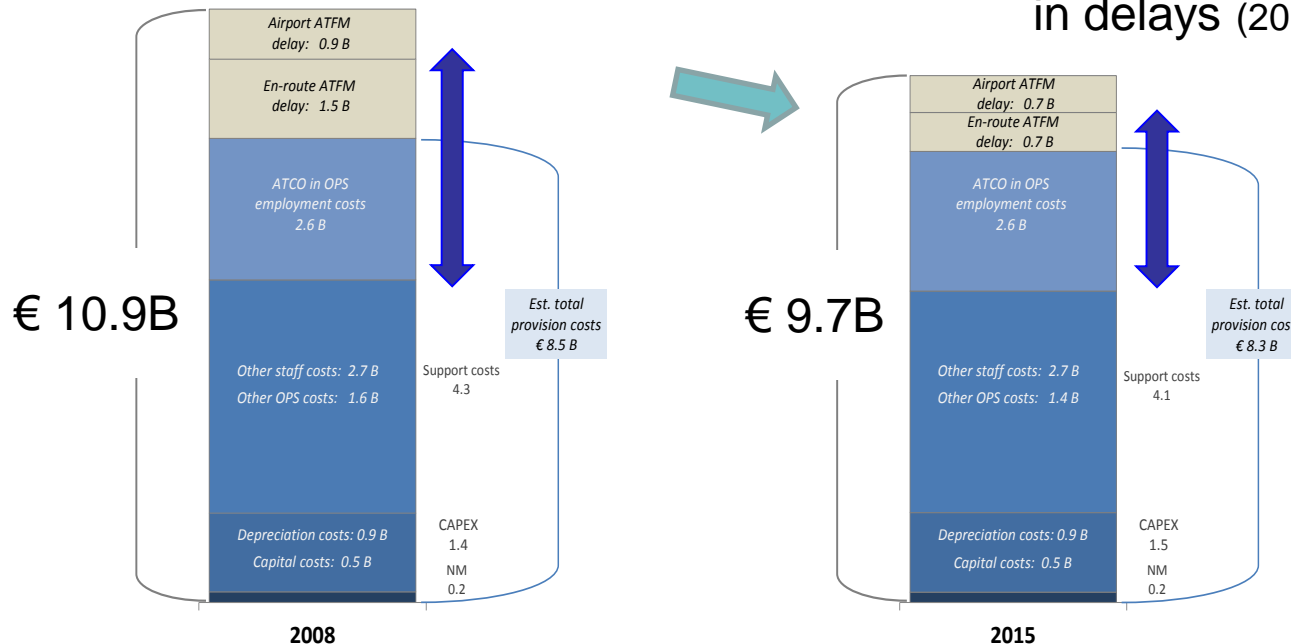 in delays (20
Airport ATFM
delay: 0.9 B
En-route ATFM
delay: 1.5 B
ATCO in OPS
employment costs
2.6 B
€ 10.9B
Est. total
provision costs
€ 8.5 B
Other staff costs: 2.7 B
Other OPS costs: 1.6 B
Support costs
4.3
Depreciation costs: 0.9 B
Capital costs: 0.5 B
CAPEX
1.4
NM
0.2
2008
Airport ATFM
delay: 0.7 B
En-route ATFM
delay: 0.7 B
ATCO in OPS
employment costs
2.6 B
€ 9.7B
Est. total
provision cos
€ 8.3 B
Other staff costs: 2.7 B
Other OPS costs: 1.4 B
Support costs
4.1
Depreciation costs: 0.9 B
Capital costs: 0.5 B
CAPEX
1.5
NM
0.2
2015